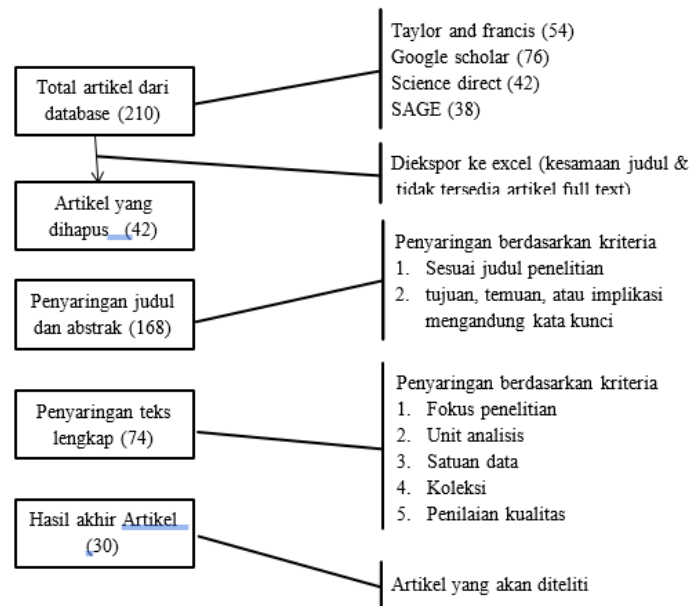 Total artikel dari
database (210)
Taylor and francis (54)
Google scholar (76)
Science direct (42)
SAGE (38)
Diekspor ke excel (kesamaan judul &
tidak tersedia artikel full text)
Artikel yang
dihapus (42)
Penyaringan judul
dan abstrak (168)
Penyaringan berdasarkan kriteria
1. Sesuai judul penelitian
2. tujuan, temuan, atau implikasi
mengandung kata kunci
Penyaringan teks
lengkap (74)
Penyaringan berdasarkan kriteria
1. Fokus penelitian
2. Unit analisis
3. Satuan data
4. Koleksi
5. Penilaian kualitas
Hasil akhir Artikel
(30)
Artikel yang akan diteliti